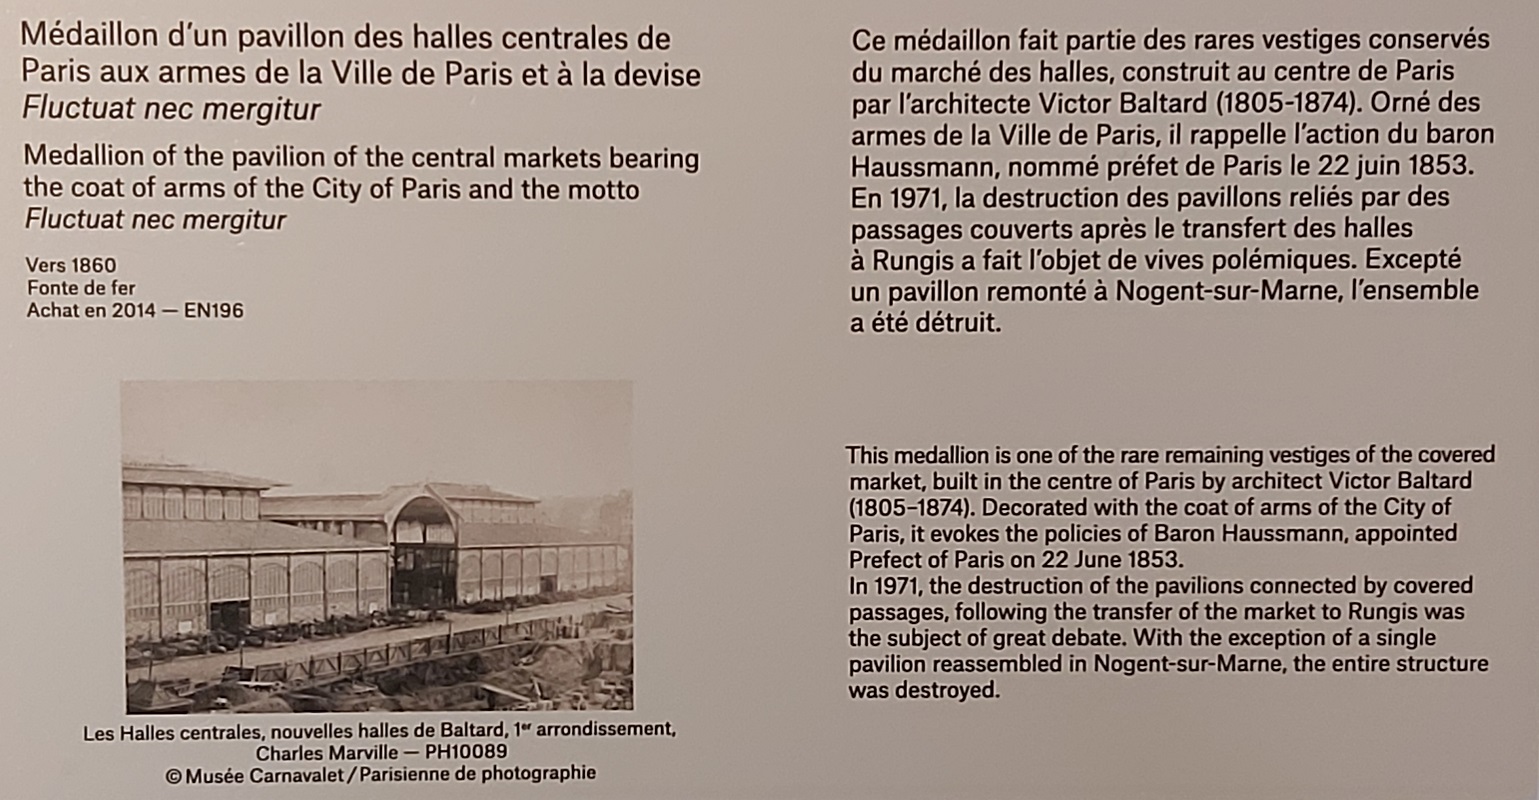 Médaillon d'un pavillon des halles centrales de
Paris aux armes de la Ville de Paris et à la devise
Fluctuat nec mergitur
Medallion of the pavilion of the central markets bearing
the coat of arms of the City of Paris and the motto
Fluctuat nec mergitur
Vers 1860
Fonte de fer
Achat en 2014 — EN196
Les Halles centrales, nouvelles halles de Baltard, 1er arrondissement,
Charles Marville — PH10089
© Musée Carnavalet / Parisienne de photographie
Ce médaillon fait partie des rares vestiges conservés
du marché des halles, construit au centre de Paris
par l'architecte Victor Baltard (1805-1874). Orné des
armes de la Ville de Paris, il rappelle l'action du baron
Haussmann, nommé préfet de Paris le 22 juin 1853.
En 1971, la destruction des pavillons reliés par des
passages couverts après le transfert des halles
à Rungis a fait l'objet de vives polémiques. Excepté
un pavillon remonté à Nogent-sur-Marne, l'ensemble
a été détruit.
This medallion is one of the rare remaining vestiges of the covered
market, built in the centre of Paris by architect Victor Baltard
(1805–1874). Decorated with the coat of arms of the City of
Paris, it evokes the policies of Baron Haussmann, appointed
Prefect of Paris on 22 June 1853.
In 1971, the destruction of the pavilions connected by covered
passages, following the transfer of the market to Rungis was
the subject of great debate. With the exception of a single
pavilion reassembled in Nogent-sur-Marne, the entire structure
was destroyed.